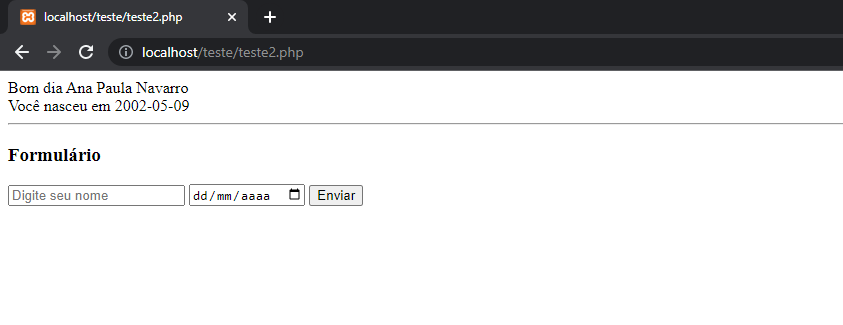 localhost/teste/teste2.php
localhost/teste/teste2.php
Bom dia Ana Paula Navarro
Você nasceu em 2002-05-09
Formulário
Digite seu nome dd/mm/aaaa Enviar